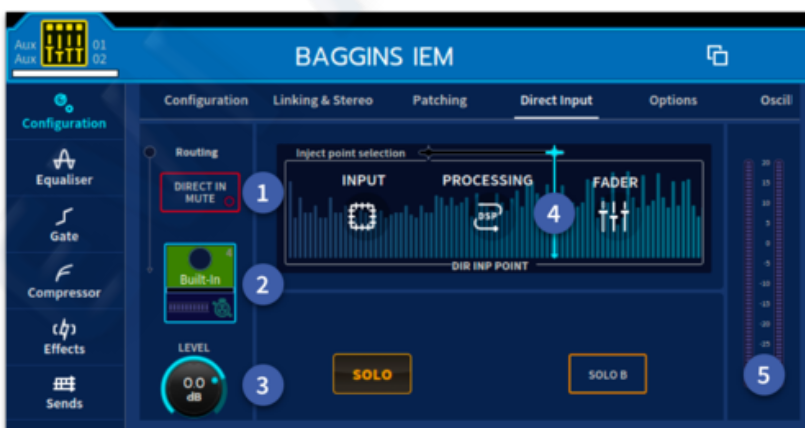 Aux 01
Aux 02
BAGGINS IEM
Configuration
Equaliser
Gate
Compressor
Effects
Sends
Configuration Linking & Stereo Patching Direct Input Options Oscill
Routing
DIRECT IN
MUTE
1
4
Built-In
2
LEVEL
0.0
dB
3
Inject point selection
INPUT PROCESSING FADER
DSP
4
DIR INP POINT
SOLO SOLO B
20
15
10
5
0
-5
-10
-15
-20
-25
5